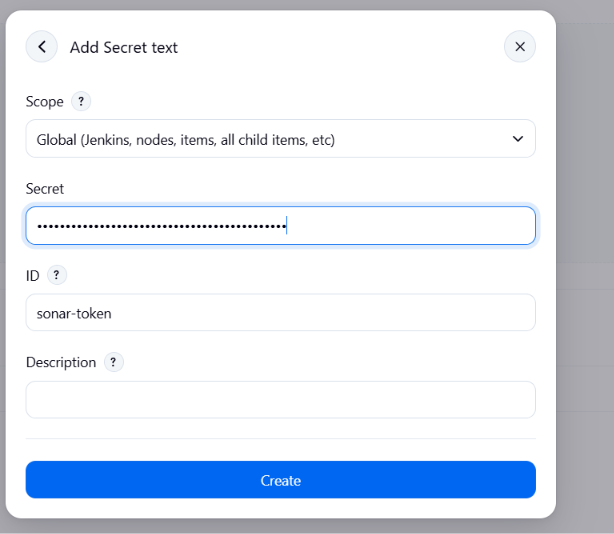 Add Secret text
Scope ?
Global (Jenkins, nodes, items, all child items, etc)
Secret
••••••••••••••••••••••••••••••••••••••••••••
ID ?
sonar-token
Description ?
Create